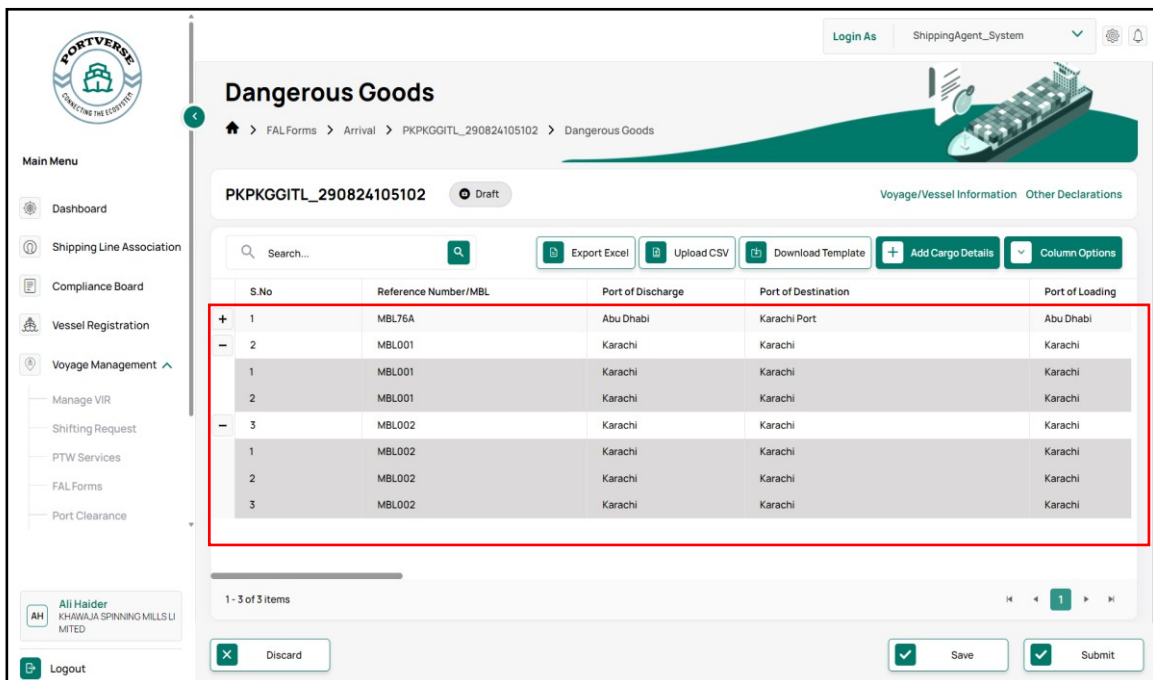 PORTVERSE
CONNECTING THE ECOSYSTEM
Login As ShippingAgent_System
Dangerous Goods
> FAL Forms > Arrival > PKPKGGITL_290824105102 > Dangerous Goods
Main Menu
Dashboard
Shipping Line Association
Compliance Board
Vessel Registration
Voyage Management
Manage VIR
Shifting Request
PTW Services
FAL Forms
Port Clearance
AH
Ali Haider
KHAWAJA SPINNING MILLS LI
MITED
Logout
PKPKGGITL_290824105102 Draft Voyage/Vessel Information Other Declarations
Search... Export Excel Upload CSV Download Template + Add Cargo Details Column Options
S.No Reference Number/MBL Port of Discharge Port of Destination Port of Loading
+ 1 MBL76A Abu Dhabi Karachi Port Abu Dhabi
- 2 MBL001 Karachi Karachi Karachi
1 MBL001 Karachi Karachi Karachi
2 MBL001 Karachi Karachi Karachi
- 3 MBL002 Karachi Karachi Karachi
1 MBL002 Karachi Karachi Karachi
2 MBL002 Karachi Karachi Karachi
3 MBL002 Karachi Karachi Karachi
1 - 3 of 3 items 1
Discard Save Submit